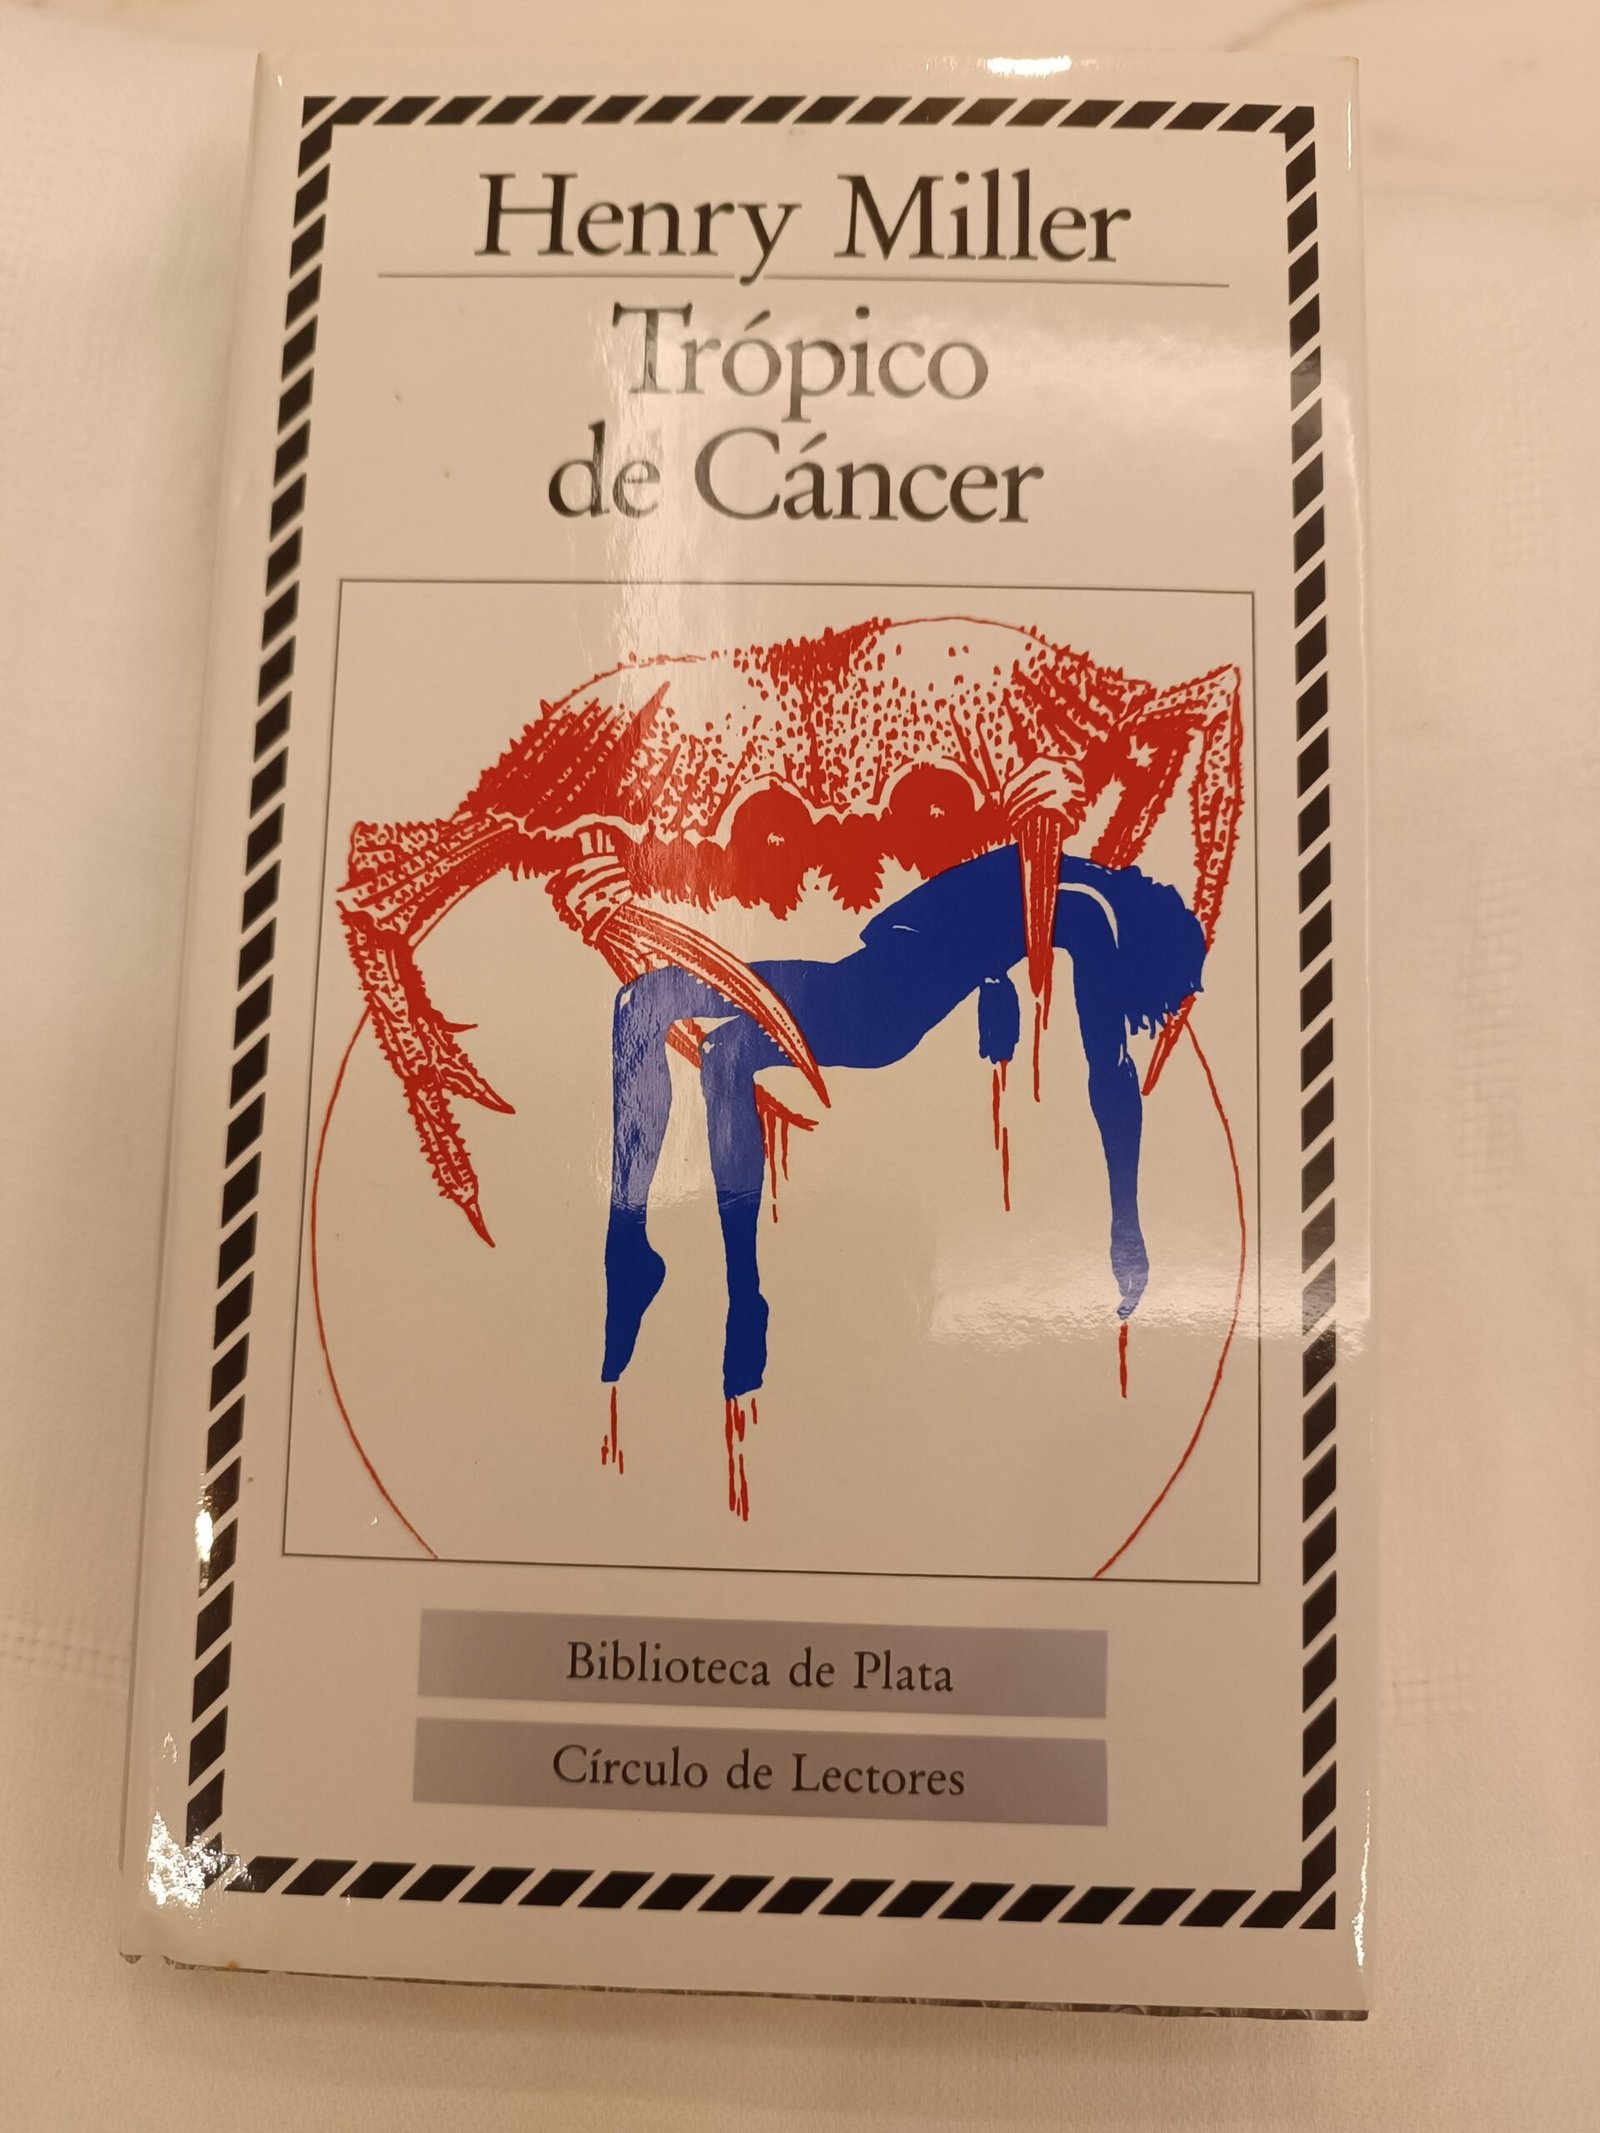 Henry Miller
Trópico
de Cáncer
Biblioteca de Plata
Círculo de Lectores